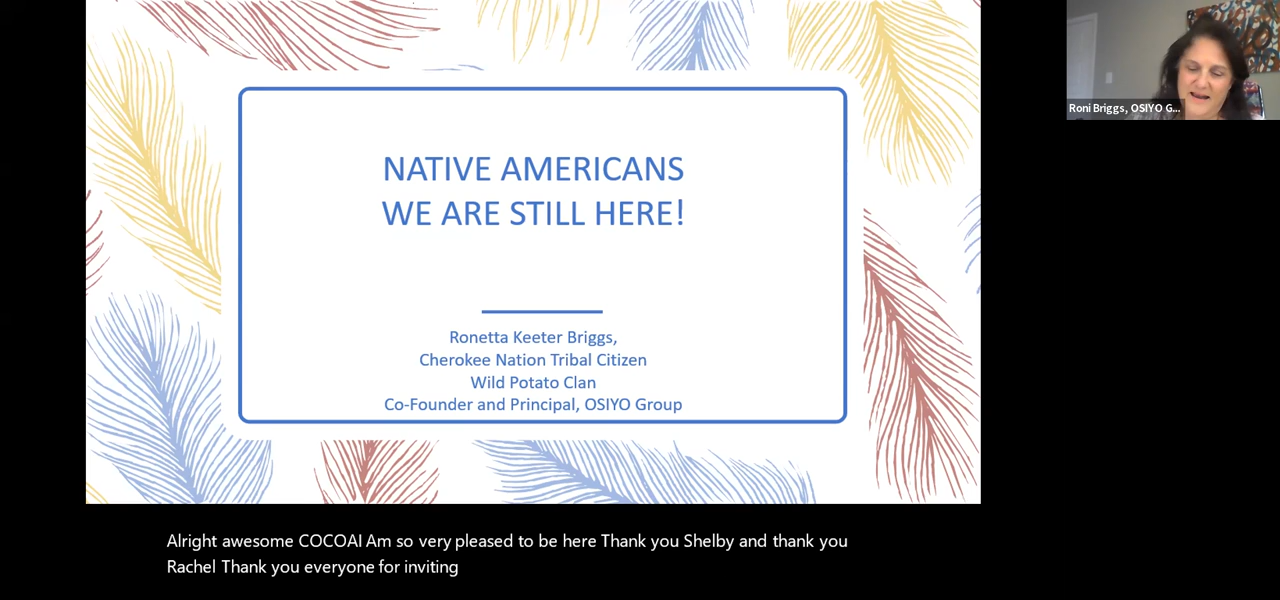 NATIVE AMERICANS
WE ARE STILL HERE!
Ronetta Keeter Briggs,
Cherokee Nation Tribal Citizen
Wild Potato Clan
Co-Founder and Principal, OSIYO Group
Roni Briggs, OSIYO G...
Alright awesome COCOAI Am so very pleased to be here Thank you Shelby and thank you
Rachel Thank you everyone for inviting